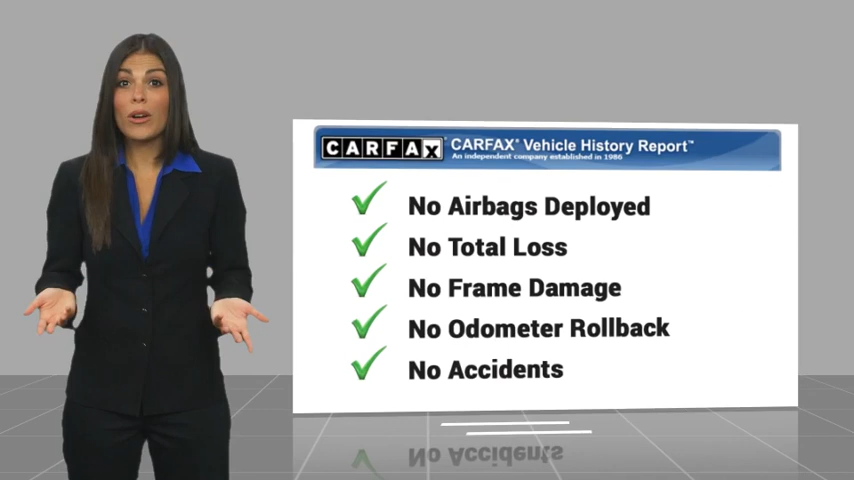 CARFAX
CARFAX® Vehicle History Report™
An independent company established in 1986
No Airbags Deployed
No Total Loss
No Frame Damage
No Odometer Rollback
No Accidents
No Accidents